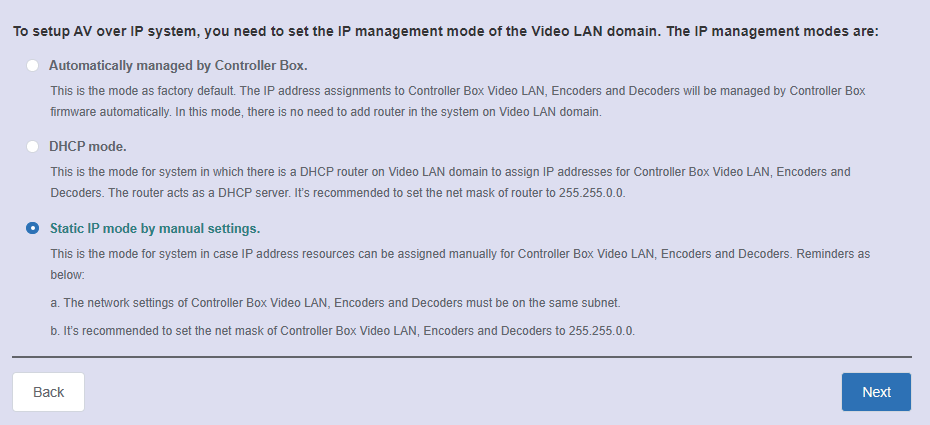 To setup AV over IP system, you need to set the IP management mode of the Video LAN domain. The IP management modes are:
Automatically managed by Controller Box.
This is the mode as factory default. The IP address assignments to Controller Box Video LAN, Encoders and Decoders will be managed by Controller Box
firmware automatically. In this mode, there is no need to add router in the system on Video LAN domain.
DHCP mode.
This is the mode for system in which there is a DHCP router on Video LAN domain to assign IP addresses for Controller Box Video LAN, Encoders and
Decoders. The router acts as a DHCP server. It's recommended to set the net mask of router to 255.255.0.0.
Static IP mode by manual settings.
This is the mode for system in case IP address resources can be assigned manually for Controller Box Video LAN, Encoders and Decoders. Reminders as
below:
a. The network settings of Controller Box Video LAN, Encoders and Decoders must be on the same subnet.
b. It's recommended to set the net mask of Controller Box Video LAN, Encoders and Decoders to 255.255.0.0.
Back
Next